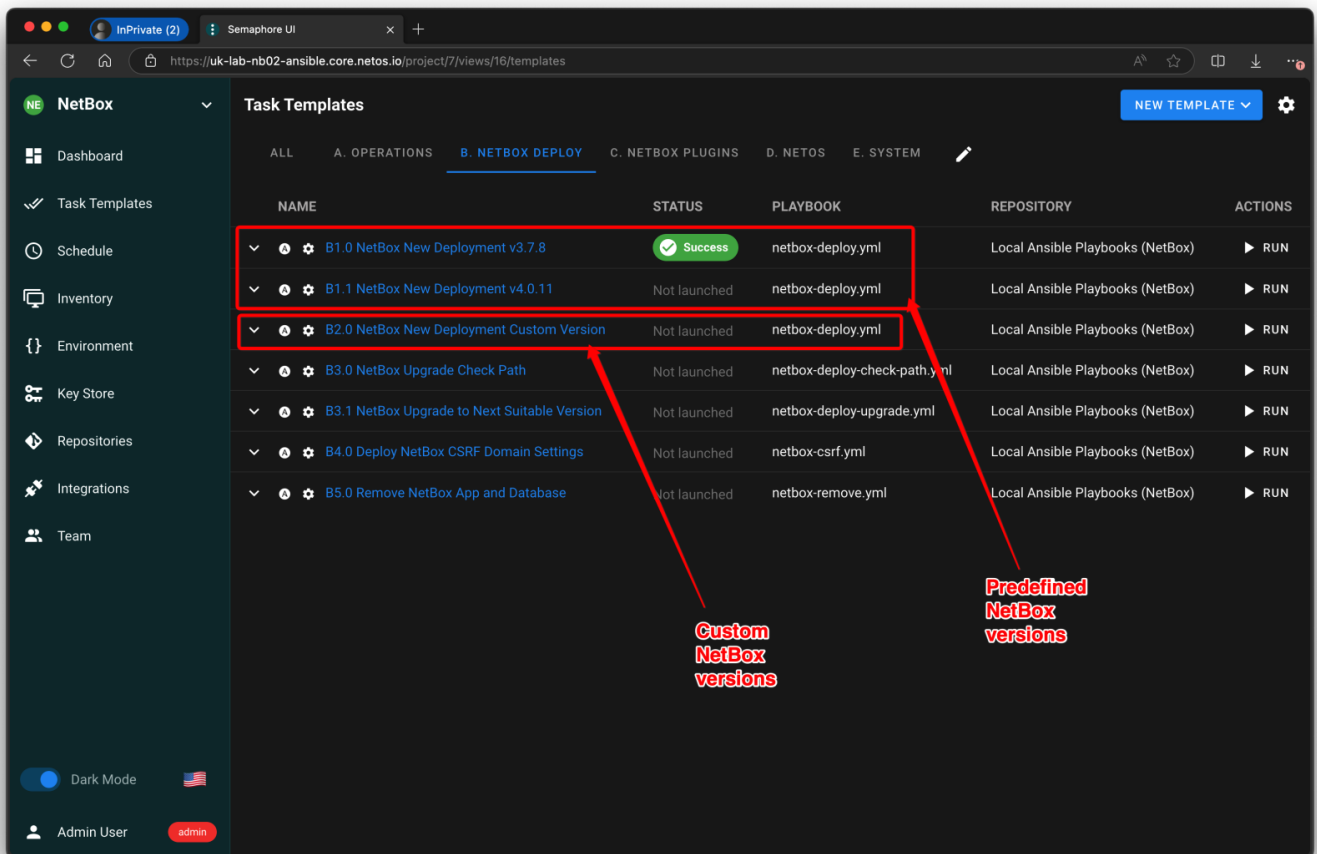 InPrivate (2)
Semaphore UI
https://uk-lab-nb02-ansible.core.netos.io/project/7/views/16/templates
NE NetBox
Task Templates
NEW TEMPLATE
Dashboard
Task Templates
Schedule
Inventory
Environment
Key Store
Repositories
Integrations
Team
ALL A. OPERATIONS B. NETBOX DEPLOY C. NETBOX PLUGINS D. NETOS E. SYSTEM
NAME STATUS PLAYBOOK REPOSITORY ACTIONS
B1.0 NetBox New Deployment v3.7.8 Success netbox-deploy.yml Local Ansible Playbooks (NetBox) RUN
B1.1 NetBox New Deployment v4.0.11 Not launched netbox-deploy.yml Local Ansible Playbooks (NetBox) RUN
B2.0 NetBox New Deployment Custom Version Not launched netbox-deploy.yml Local Ansible Playbooks (NetBox) RUN
B3.0 NetBox Upgrade Check Path Not launched netbox-deploy-check-path.yml Local Ansible Playbooks (NetBox) RUN
B3.1 NetBox Upgrade to Next Suitable Version Not launched netbox-deploy-upgrade.yml Local Ansible Playbooks (NetBox) RUN
B4.0 Deploy NetBox CSRF Domain Settings Not launched netbox-csrf.yml Local Ansible Playbooks (NetBox) RUN
B5.0 Remove NetBox App and Database Not launched netbox-remove.yml Local Ansible Playbooks (NetBox) RUN
Predefined
NetBox
versions
Custom
NetBox
versions
Dark Mode
Admin User admin